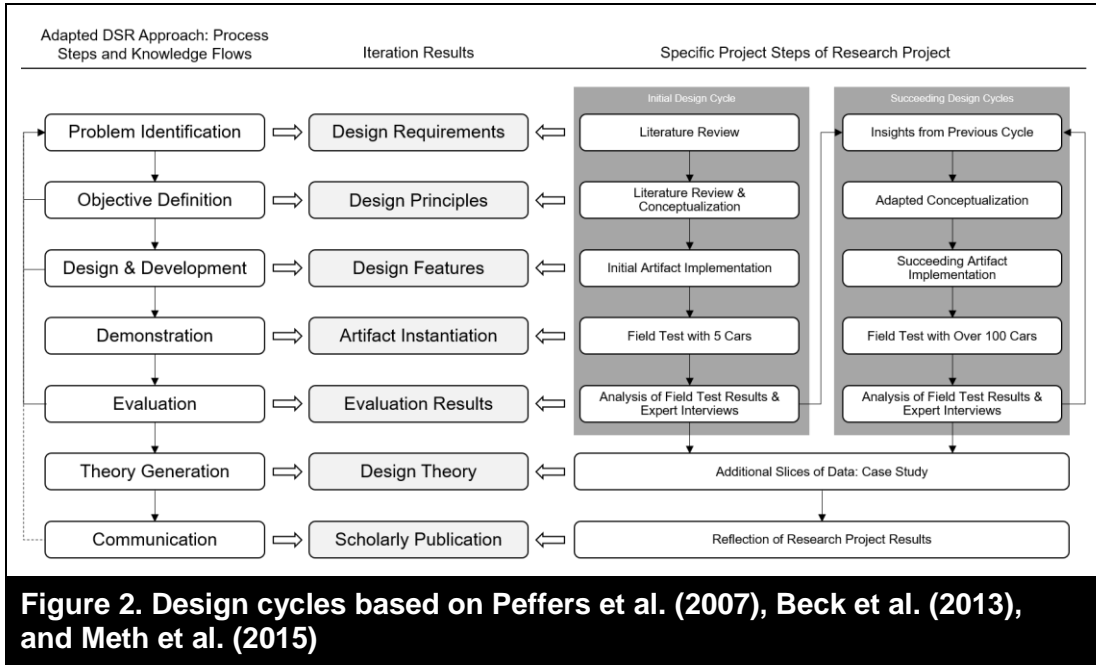 Adapted DSR Approach: Process
Steps and Knowledge Flows
Iteration Results
Specific Project Steps of Research Project
Initial Design Cycle
Succeeding Design Cycles
Problem Identification
Design Requirements
Literature Review
Insights from Previous Cycle
Objective Definition
Design Principles
Literature Review &
Conceptualization
Adapted Conceptualization
Design & Development
Design Features
Initial Artifact Implementation
Succeeding Artifact
Implementation
Demonstration
Artifact Instantiation
Field Test with 5 Cars
Field Test with Over 100 Cars
Evaluation
Evaluation Results
Analysis of Field Test Results &
Expert Interviews
Analysis of Field Test Results &
Expert Interviews
Theory Generation
Design Theory
Additional Slices of Data: Case Study
Communication
Scholarly Publication
Reflection of Research Project Results
Figure 2. Design cycles based on Peffers et al. (2007), Beck et al. (2013),
and Meth et al. (2015)